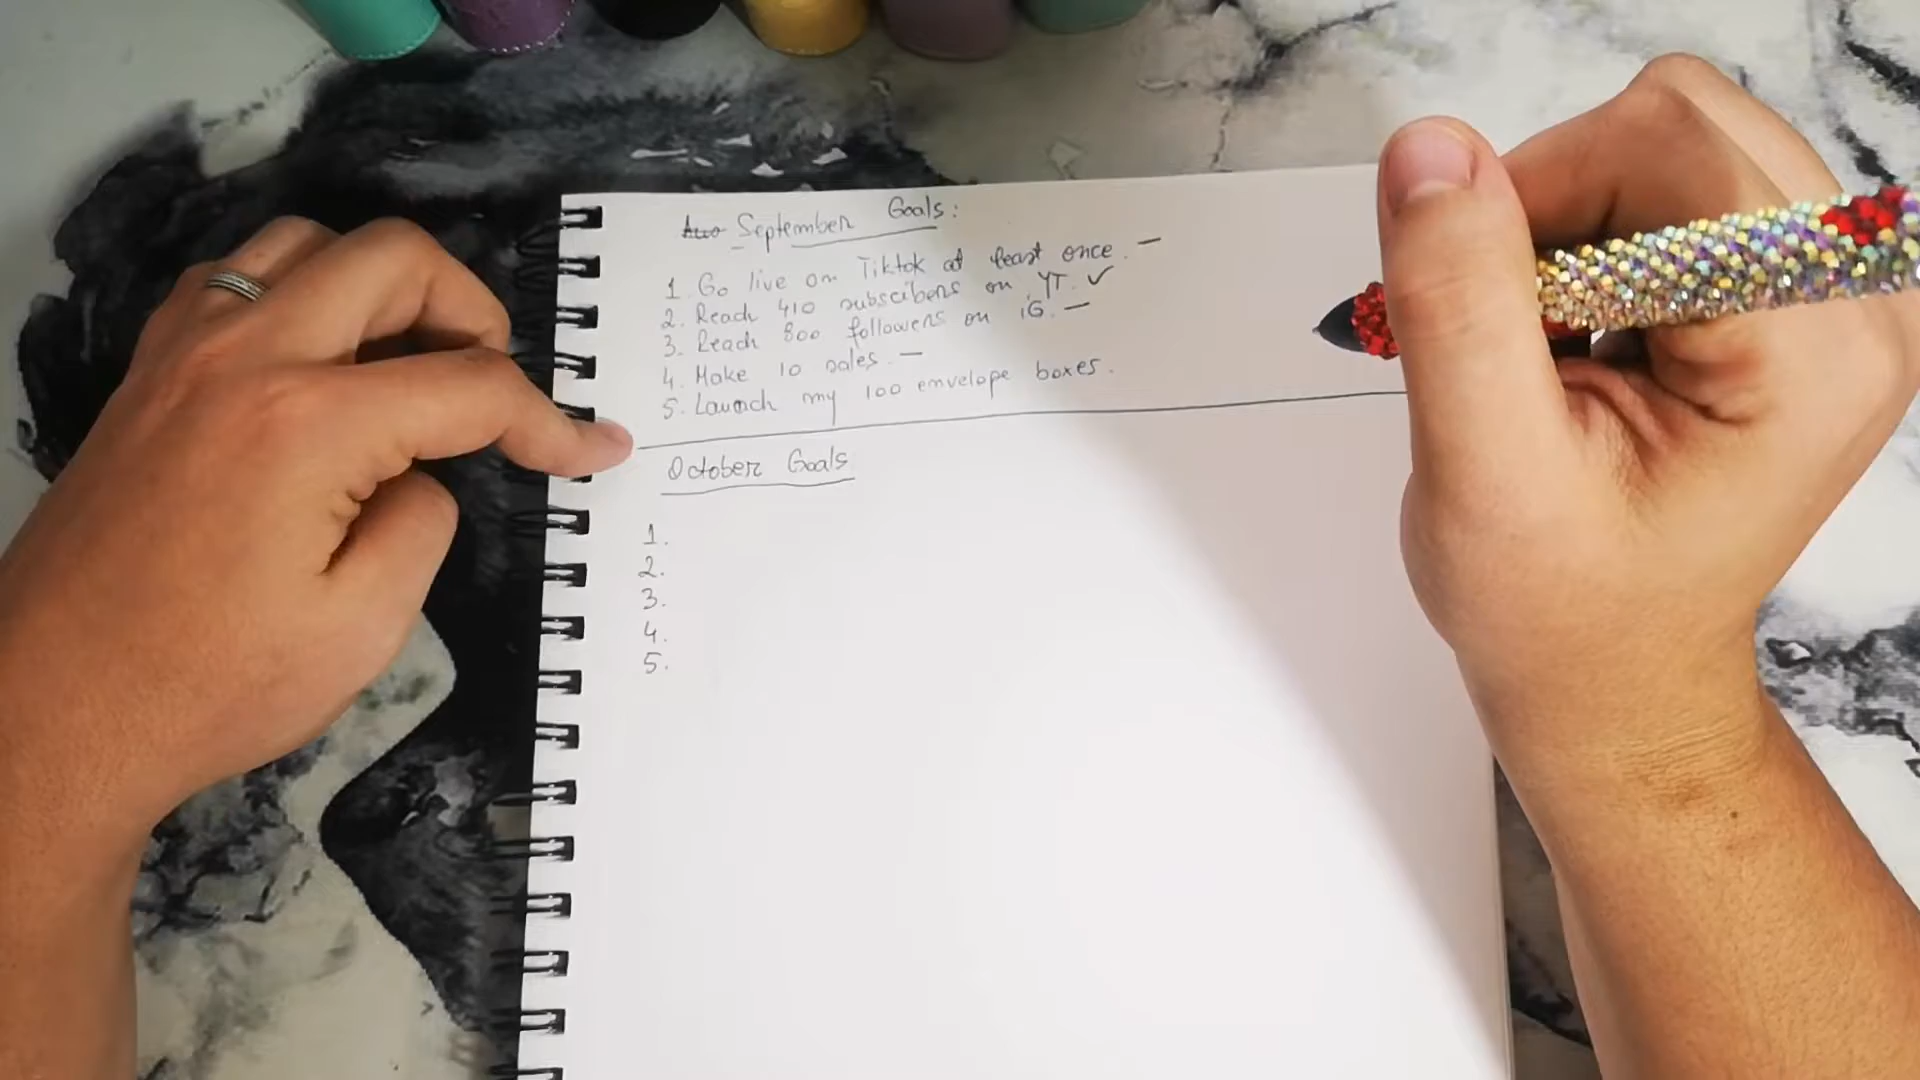 September Goals:
1. Go live on Tiktok at least once. —
2. Reach 410 subscibers on YT. ✓
3. Reach 800 followers on iG. —
4. Make 10 sales. —
5. Launch my 100 envelope boxes.
October Goals
1.
2.
3.
4.
5.